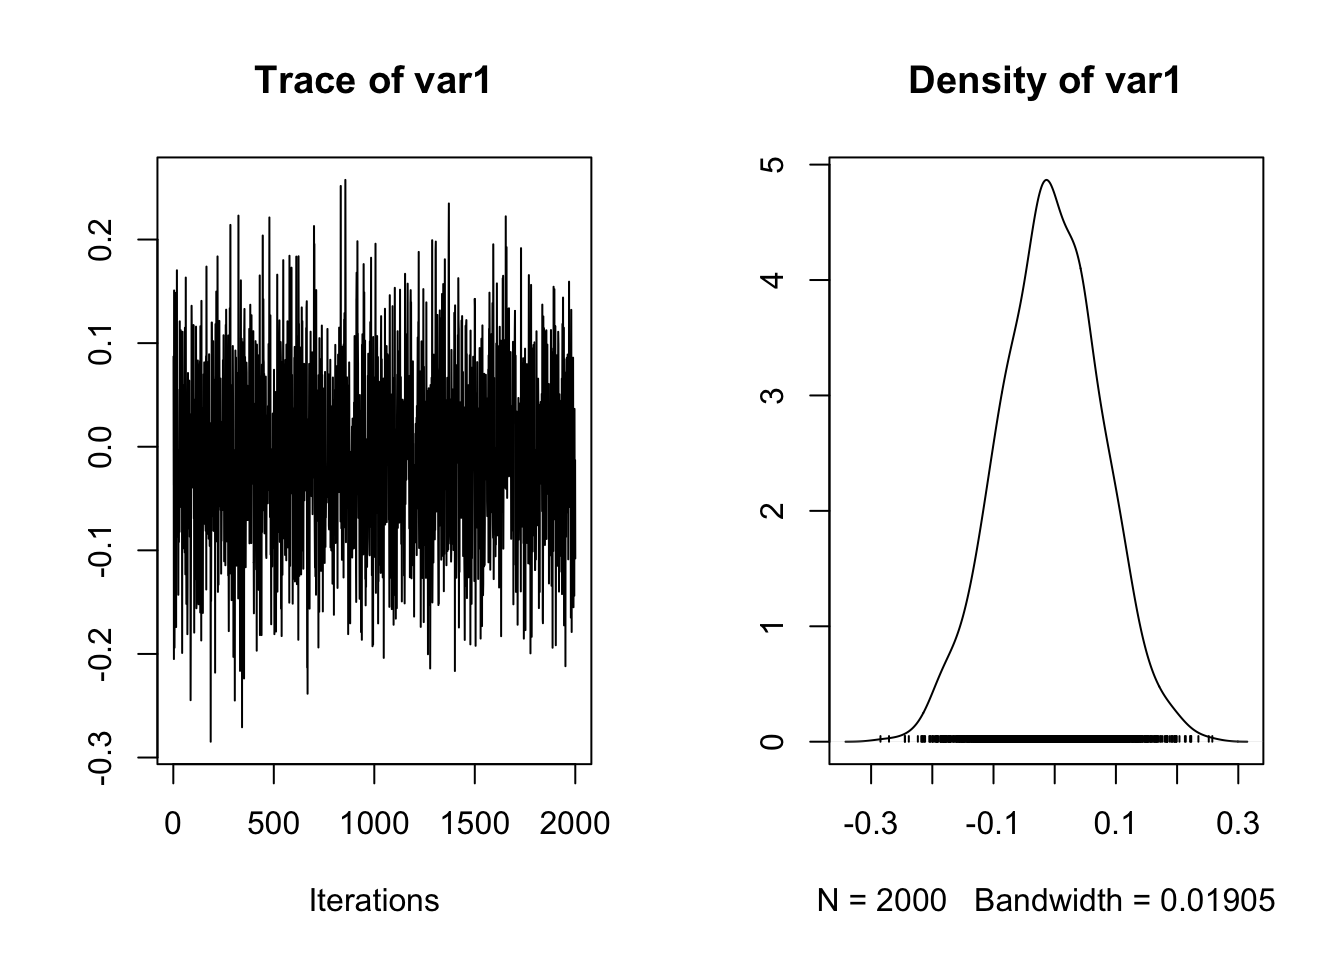 Trace of var1
0.2
0.1
0.0
-0.1
-0.2
-0.3
0 500 1000 1500 2000
Iterations
Density of var1
5
4
3
2
1
0
-0.3 -0.1 0.1 0.3
N = 2000 Bandwidth = 0.01905